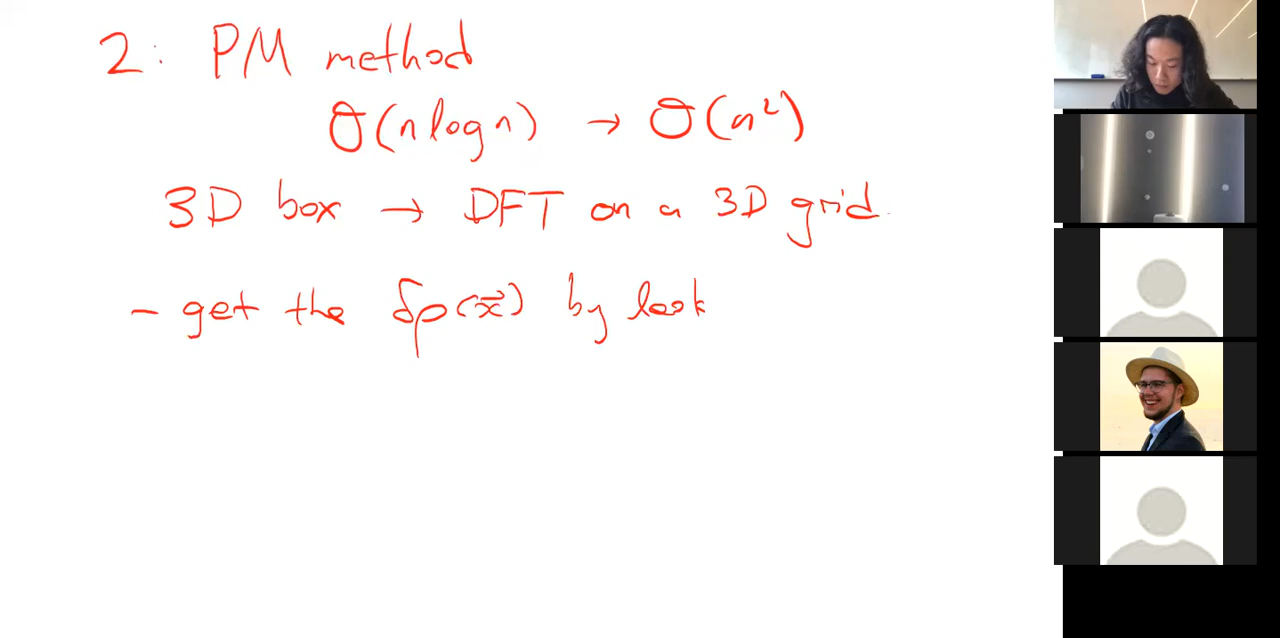 2: PM method
O(n log n) → O(n²)
3D box → DFT on a 3D grid.
- get the δρ(x⃗) by look